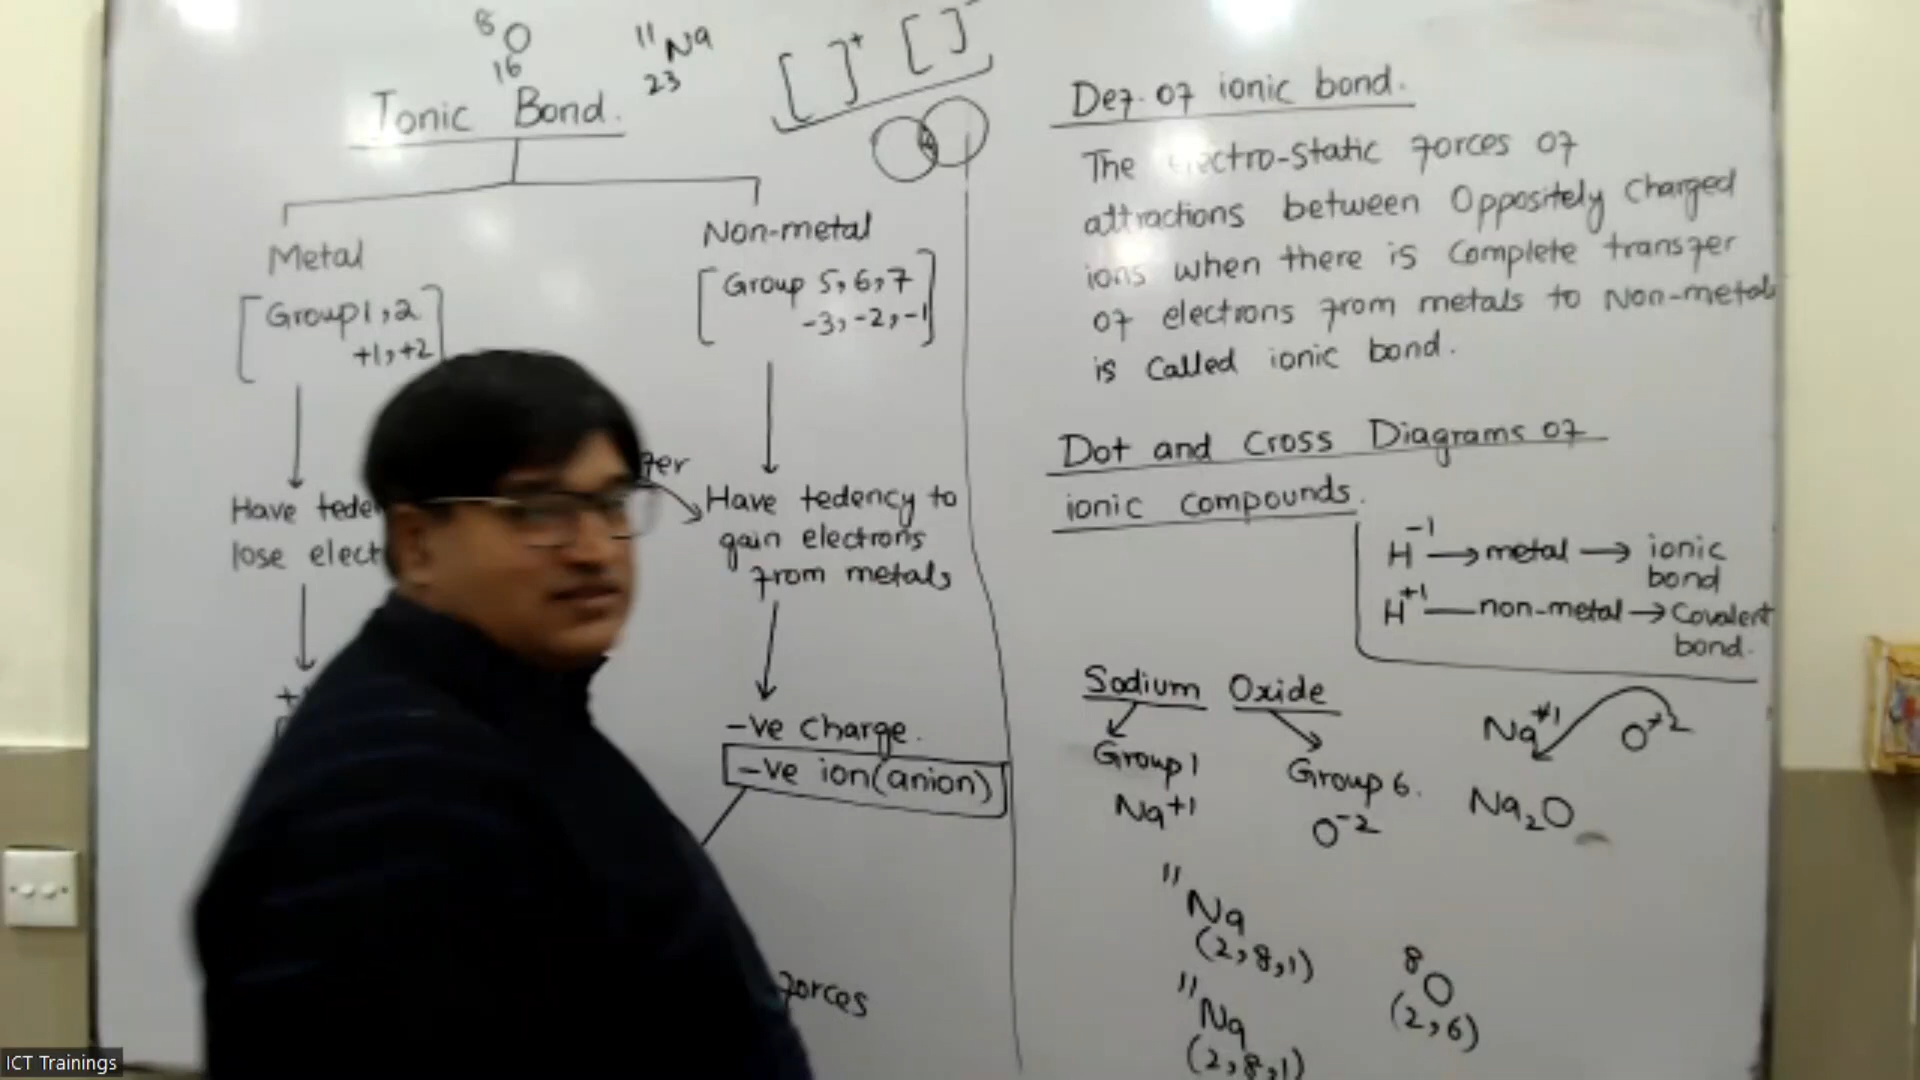 8
O
16
11
Na
23
[ ]+ [ ]-
Ionic Bond.
Metal
[Group 1,2]
+1,+2
Non-metal
[Group 5,6,7]
-3,-2,-1
lose
Have tedency to
gain electrons
from metals
-ve charge.
-ve ion(anion)
forces
Def. of ionic bond.
The static forces of
attractions between Oppositely Charged
ions when there is Complete transfer
of electrons from metals to Non-metals
is Called ionic bond.
Dot and Cross Diagrams of
ionic Compounds.
H-1 → metal → ionic
bond
H+1 — non-metal → Covalent
bond.
Sodium Oxide
Group 1
Na+1
Group 6.
O-2
Na+1 O+2
Na2O
11
Na
(2,8,1)
11
Na
(2,8,1)
8
O
(2,6)
ICT Trainings